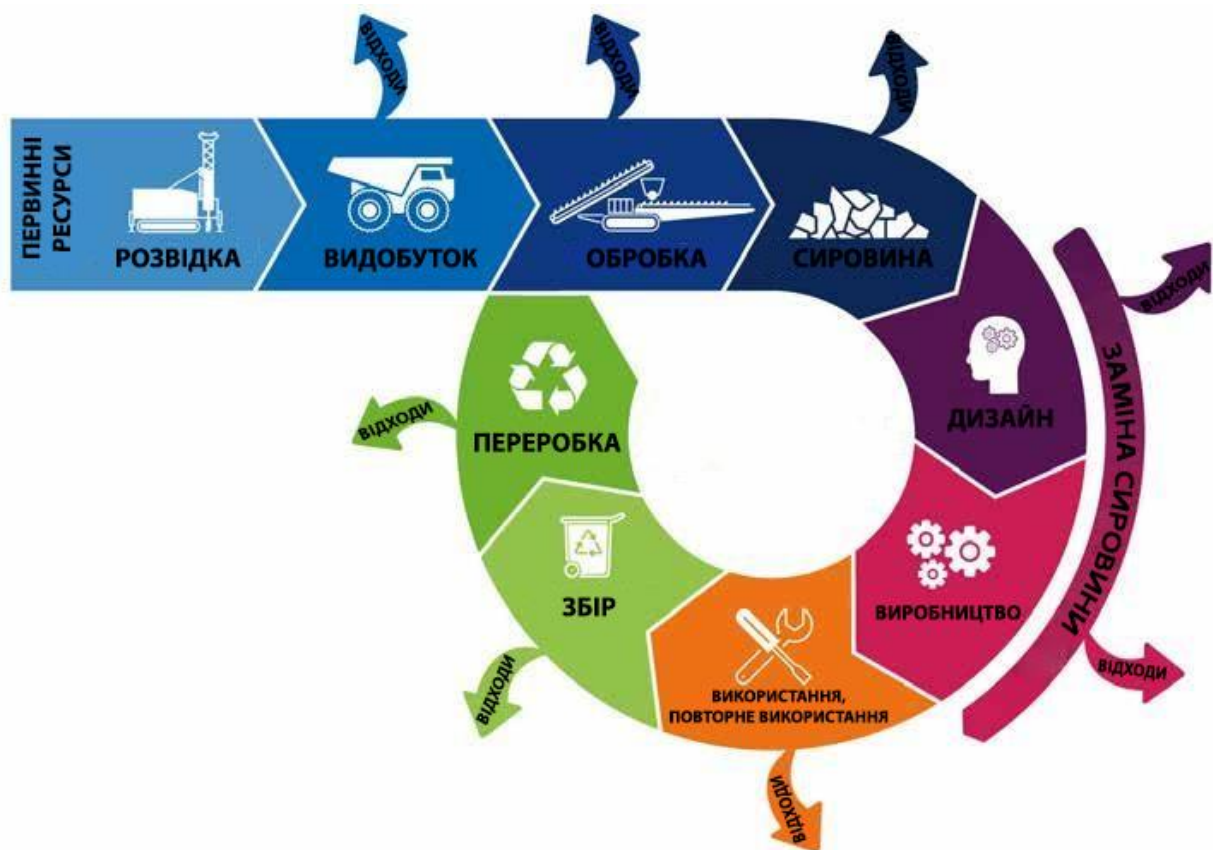 ВІДХОДИ
ВІДХОДИ
ВІДХОДИ
ПЕРВИННІ
РЕСУРСИ
РОЗВІДКА
ВИДОБУТОК
ОБРОБКА
СИРОВИНА
ВІДХОДИ
ЗАМІНА СИРОВИНИ
ДИЗАЙН
ВІДХОДИ
ПЕРЕРОБКА
ЗБІР
ВИРОБНИЦТВО
ВІДХОДИ
ВІДХОДИ
ВИКОРИСТАННЯ,
ПОВТОРНЕ ВИКОРИСТАННЯ
ВІДХОДИ